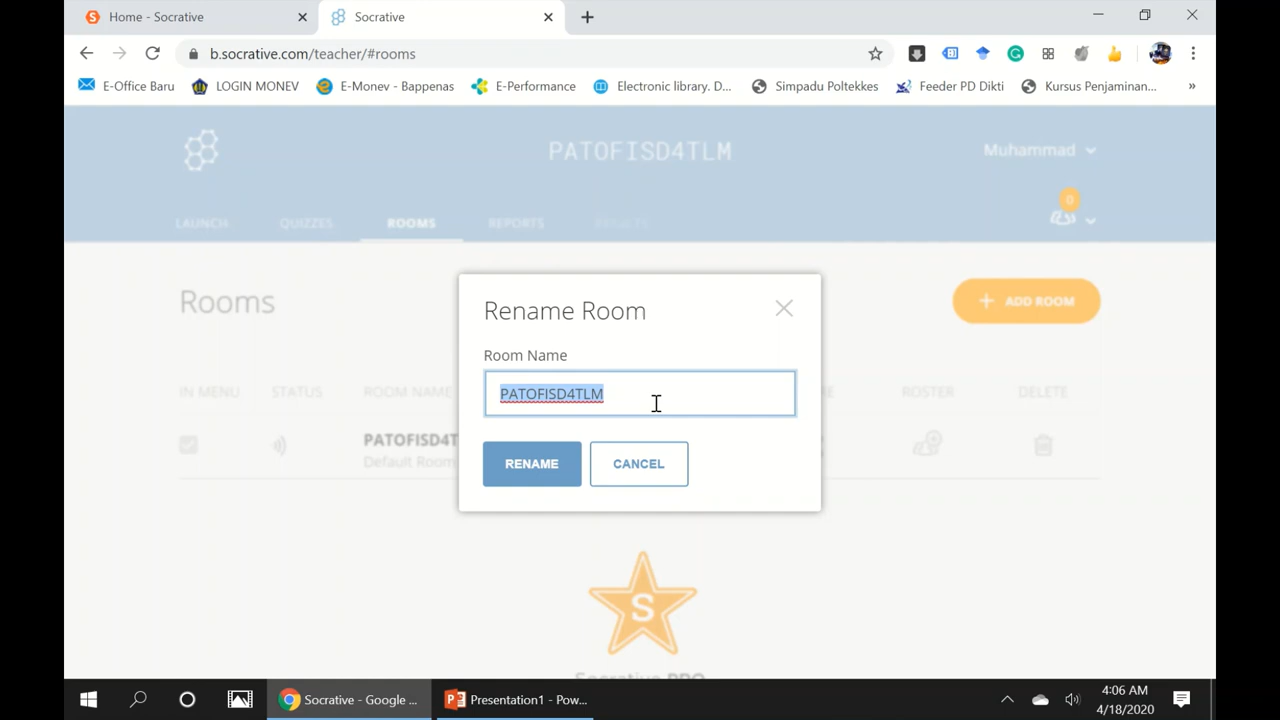 Home - Socrative
Socrative
b.socrative.com/teacher/#rooms
E-Office Baru
LOGIN MONEV
E-Monev - Bappenas
E-Performance
Electronic library. D...
Simpadu Poltekkes
Feeder PD Dikti
Kursus Penjaminan...
»
PATOFISD4TLM
Muhammad
0
LAUNCH
QUIZZES
ROOMS
REPORTS
Rooms
ADD ROOM
Rename Room
Room Name
PATOFISD4TLM
RENAME
CANCEL
IN MENU
STATUS
ROOM NAME
ROSTER
DELETE
PATOFISD4T
Default Room
S
Socrative PRO
Socrative - Google ...
Presentation1 - Pow...
4:06 AM
4/18/2020